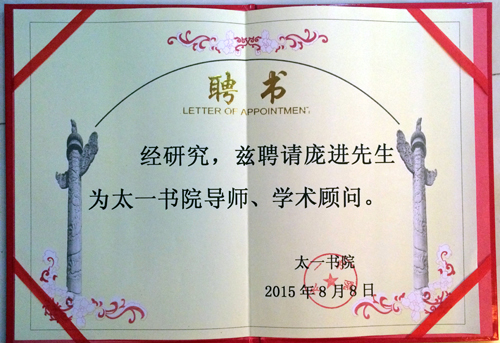 聘书
LETTER OF APPOINTMENT
经研究，兹聘请庞进先生
为太一书院导师、学术顾问。
太一书院
2015年8月8日